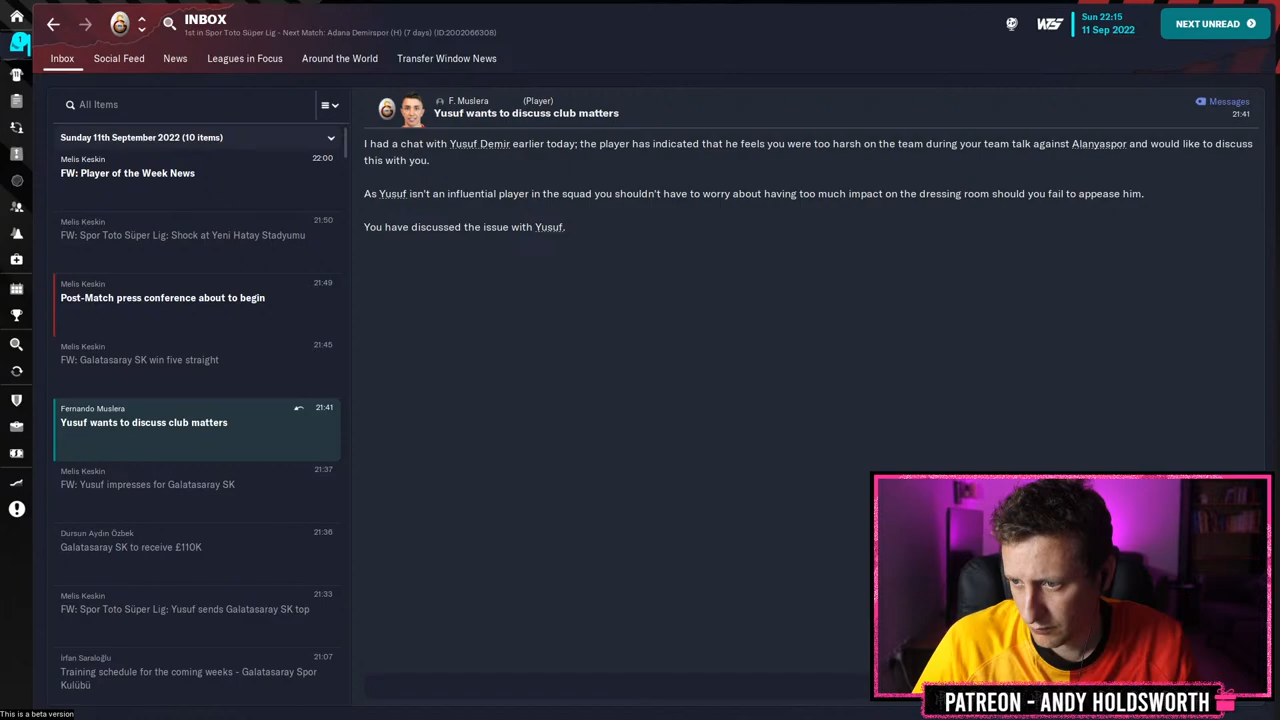 INBOX
1st in Spor Toto Süper Lig - Next Match: Adana Demirspor (H) (7 days) (ID:2002066308)
Sun 22:15
11 Sep 2022
NEXT UNREAD
1
Inbox
Social Feed
News
Leagues in Focus
Around the World
Transfer Window News
All Items
Sunday 11th September 2022 (10 items)
Melis Keskin 22:00
FW: Player of the Week News
Melis Keskin 21:50
FW: Spor Toto Süper Lig: Shock at Yeni Hatay Stadyumu
Melis Keskin 21:49
Post-Match press conference about to begin
Melis Keskin 21:45
FW: Galatasaray SK win five straight
Fernando Muslera 21:41
Yusuf wants to discuss club matters
Melis Keskin 21:37
FW: Yusuf impresses for Galatasaray SK
Dursun Aydın Özbek 21:36
Galatasaray SK to receive £110K
Melis Keskin 21:33
FW: Spor Toto Süper Lig: Yusuf sends Galatasaray SK top
İrfan Saraloğlu 21:07
Training schedule for the coming weeks - Galatasaray Spor
Kulübü
F. Muslera (Player)
Yusuf wants to discuss club matters
Messages
21:41
I had a chat with Yusuf Demir earlier today; the player has indicated that he feels you were too harsh on the team during your team talk against Alanyaspor and would like to discuss
this with you.
As Yusuf isn't an influential player in the squad you shouldn't have to worry about having too much impact on the dressing room should you fail to appease him.
You have discussed the issue with Yusuf.
PATREON - ANDY HOLDSWORTH
This is a beta version